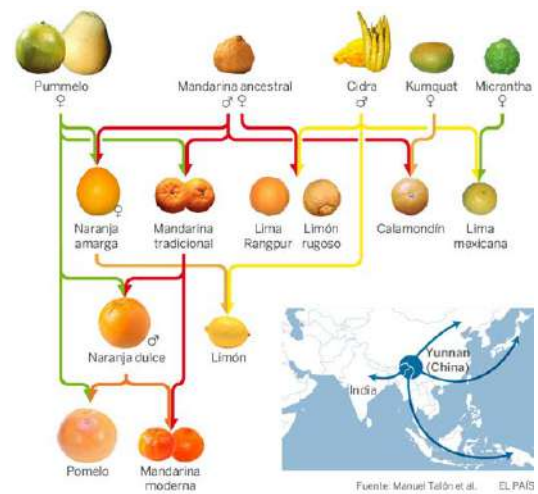 Pummelo
♀
Mandarina ancestral
♂ ♀
Cidra
♂
Kumquat
♀
Micrantha
♀
♀
Naranja
amarga
Mandarina
tradicional
Lima
Rangpur
Limón
rugoso
Calamondín
Lima
mexicana
♂
Naranja dulce
Limón
Pomelo
Mandarina
moderna
Yunnan
(China)
India
Fuente: Manuel Talón et al. EL PAÍS